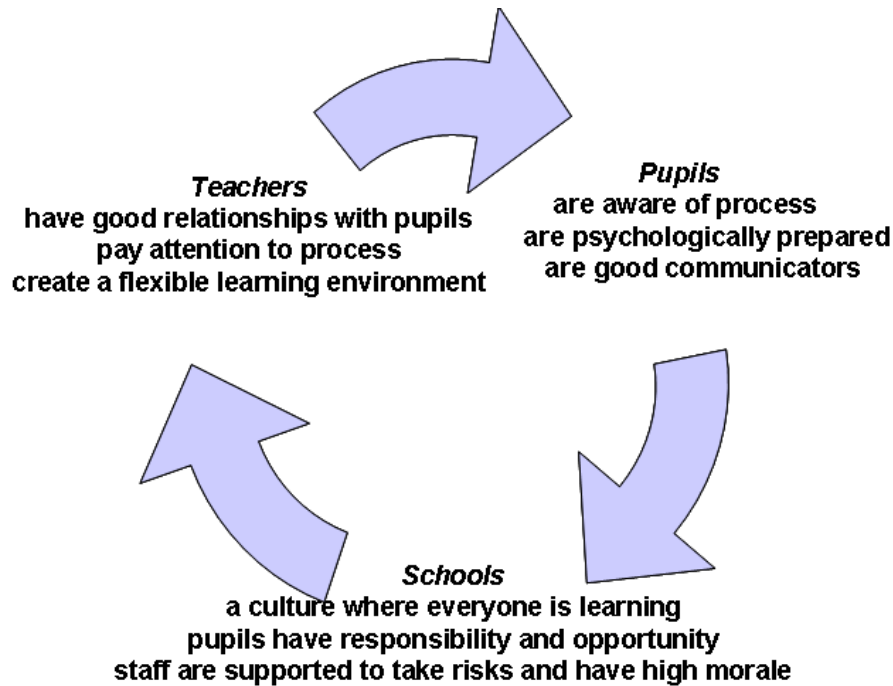 Teachers
have good relationships with pupils
pay attention to process
create a flexible learning environment
Pupils
are aware of process
are psychologically prepared
are good communicators
Schools
a culture where everyone is learning
pupils have responsibility and opportunity
staff are supported to take risks and have high morale